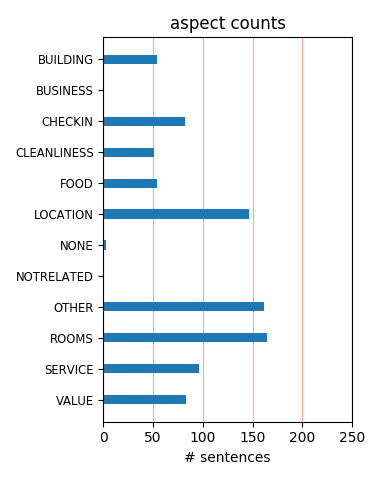 aspect counts
BUILDING
BUSINESS
CHECKIN
CLEANLINESS
FOOD
LOCATION
NONE
NOTRELATED
OTHER
ROOMS
SERVICE
VALUE
0 50 100 150 200 250
# sentences